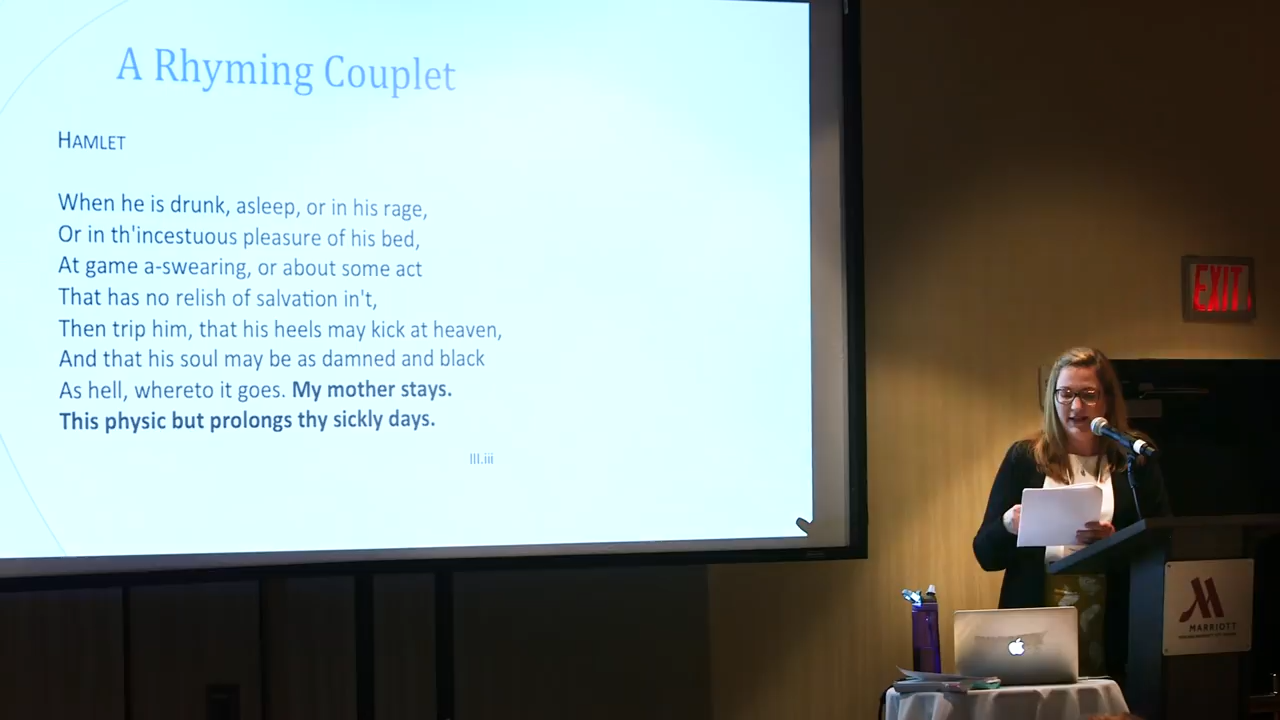 A Rhyming Couplet
HAMLET
When he is drunk, asleep, or in his rage,
Or in th'incestuous pleasure of his bed,
At game a-swearing, or about some act
That has no relish of salvation in't,
Then trip him, that his heels may kick at heaven,
And that his soul may be as damned and black
As hell, whereto it goes. My mother stays.
This physic but prolongs thy sickly days.
III.iii
EXIT
MARRIOTT